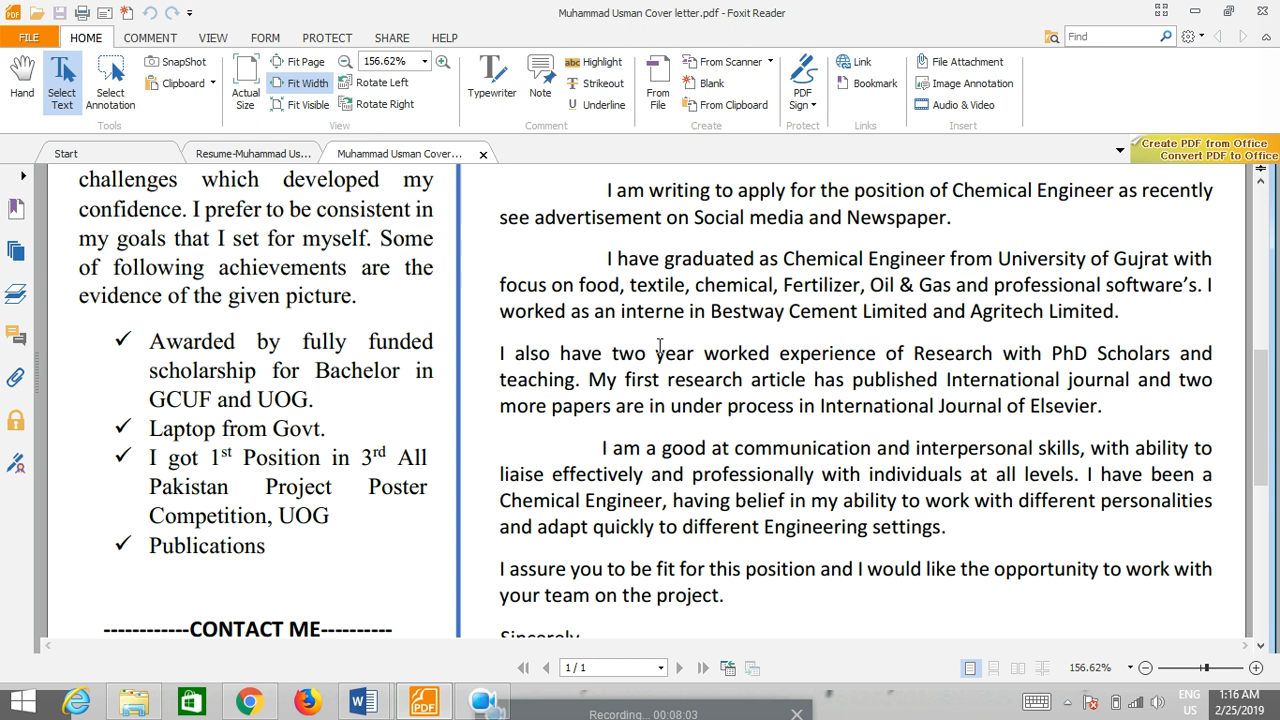 Muhammad Usman Cover letter.pdf - Foxit Reader
FILE HOME COMMENT VIEW FORM PROTECT SHARE HELP
Find
Hand
Select Text
Select Annotation
SnapShot
Clipboard
Tools
Actual Size
Fit Page
Fit Width
Fit Visible
156.62%
Rotate Left
Rotate Right
View
Typewriter
Note
Highlight
Strikeout
Underline
Comment
From File
From Scanner
Blank
From Clipboard
Create
PDF Sign
Protect
Link
Bookmark
Links
File Attachment
Image Annotation
Audio & Video
Insert
Start
Resume-Muhammad Us...
Muhammad Usman Cover...
Create PDF from Office
Convert PDF to Office
challenges which developed my
confidence. I prefer to be consistent in
my goals that I set for myself. Some
of following achievements are the
evidence of the given picture.
✓ Awarded by fully funded
scholarship for Bachelor in
GCUF and UOG.
✓ Laptop from Govt.
✓ I got 1st Position in 3rd All
Pakistan Project Poster
Competition, UOG
✓ Publications
------------CONTACT ME----------
I am writing to apply for the position of Chemical Engineer as recently
see advertisement on Social media and Newspaper.
I have graduated as Chemical Engineer from University of Gujrat with
focus on food, textile, chemical, Fertilizer, Oil & Gas and professional software's. I
worked as an interne in Bestway Cement Limited and Agritech Limited.
I also have two year worked experience of Research with PhD Scholars and
teaching. My first research article has published International journal and two
more papers are in under process in International Journal of Elsevier.
I am a good at communication and interpersonal skills, with ability to
liaise effectively and professionally with individuals at all levels. I have been a
Chemical Engineer, having belief in my ability to work with different personalities
and adapt quickly to different Engineering settings.
I assure you to be fit for this position and I would like the opportunity to work with
your team on the project.
Sincerely
1 / 1
156.62%
Recording... 00:08:03
ENG
US
1:16 AM
2/25/2019